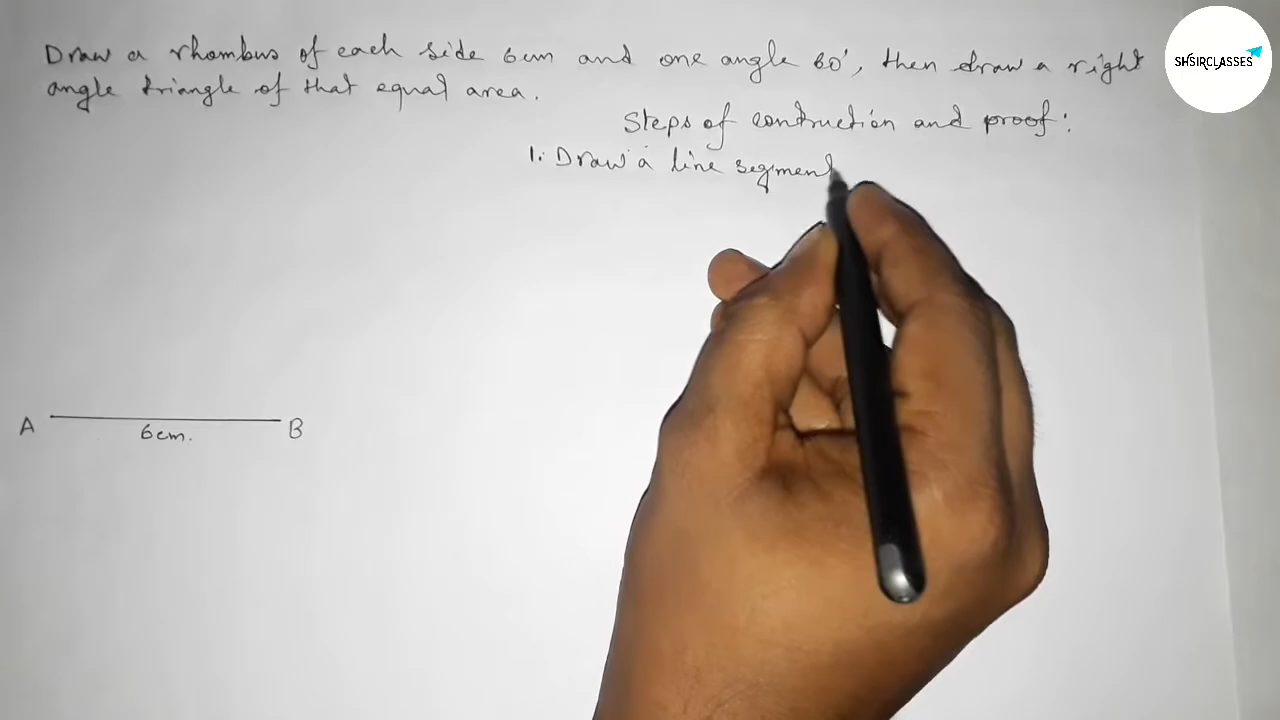 Draw a rhombus of each side 6cm and one angle 60°, then draw a right
angle triangle of that equal area.
Steps of contruction and proof:
1. Draw a line segment
A B
6cm.
SHSIRCLASSES